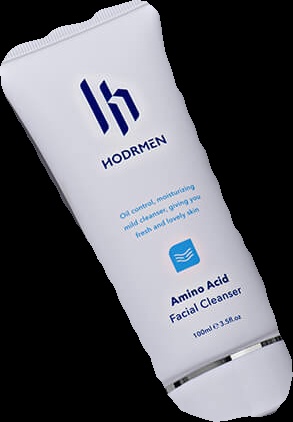 HODRMEN
Oil control, moisturizing
mild cleanser, giving you
fresh and lovely skin
Amino Acid
Facial Cleanser
100ml ℮ 3.5fl.oz